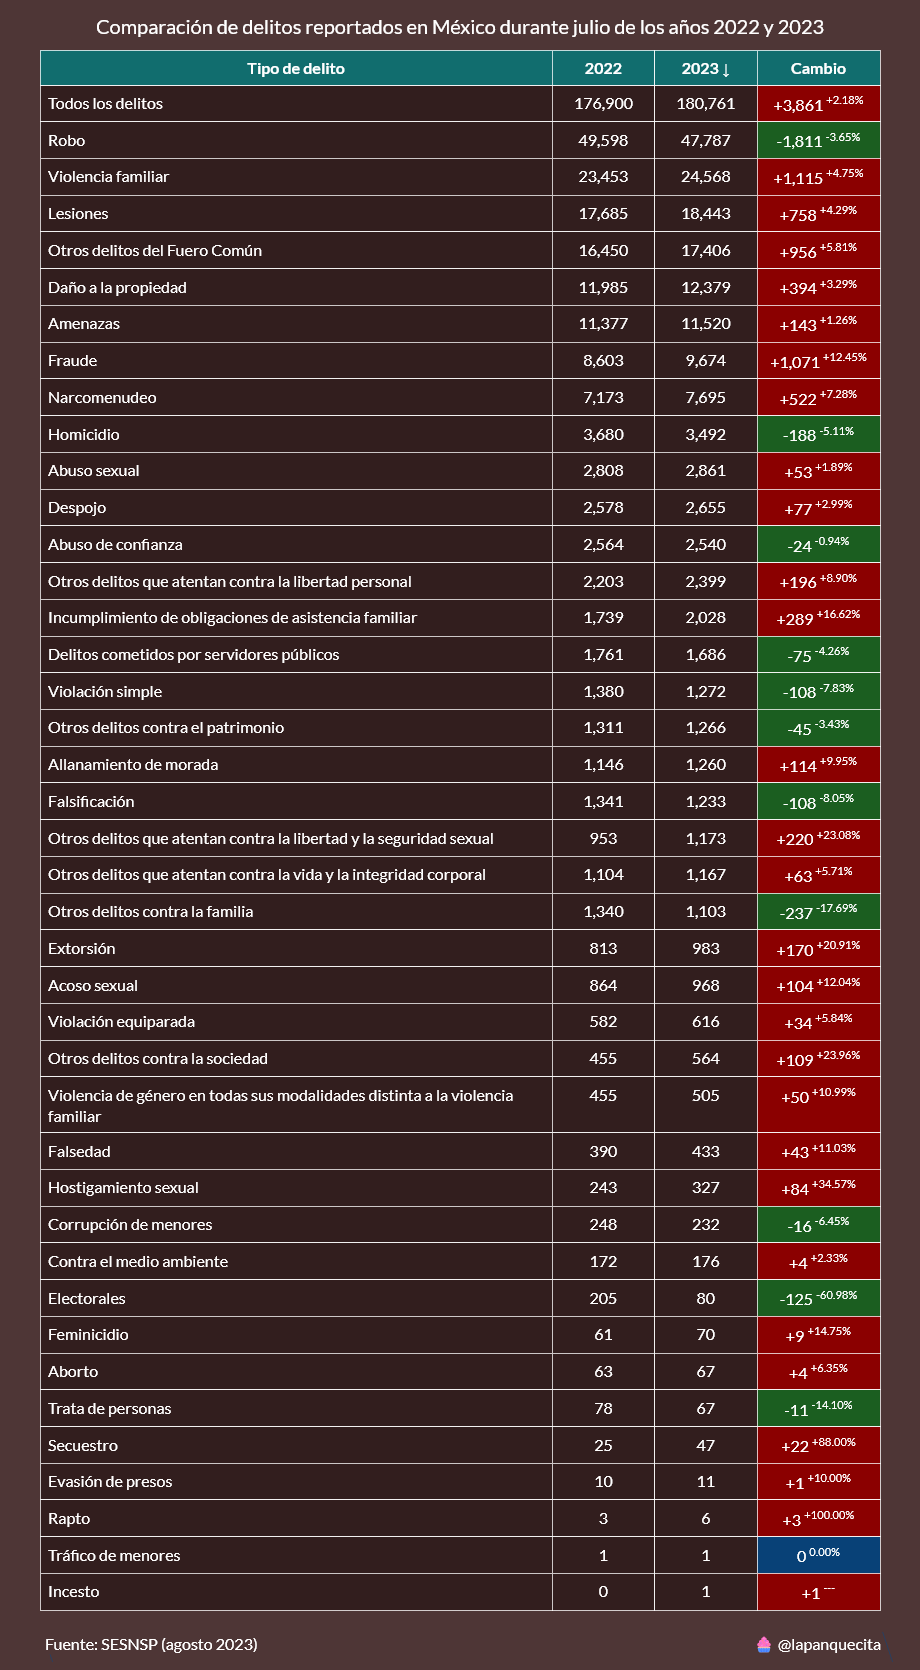 Comparación de delitos reportados en México durante julio de los años 2022 y 2023
Tipo de delito 2022 2023 ↓ Cambio
Todos los delitos 176,900 180,761 +3,861 +2.18%
Robo 49,598 47,787 -1,811 -3.65%
Violencia familiar 23,453 24,568 +1,115 +4.75%
Lesiones 17,685 18,443 +758 +4.29%
Otros delitos del Fuero Común 16,450 17,406 +956 +5.81%
Daño a la propiedad 11,985 12,379 +394 +3.29%
Amenazas 11,377 11,520 +143 +1.26%
Fraude 8,603 9,674 +1,071 +12.45%
Narcomenudeo 7,173 7,695 +522 +7.28%
Homicidio 3,680 3,492 -188 -5.11%
Abuso sexual 2,808 2,861 +53 +1.89%
Despojo 2,578 2,655 +77 +2.99%
Abuso de confianza 2,564 2,540 -24 -0.94%
Otros delitos que atentan contra la libertad personal 2,203 2,399 +196 +8.90%
Incumplimiento de obligaciones de asistencia familiar 1,739 2,028 +289 +16.62%
Delitos cometidos por servidores públicos 1,761 1,686 -75 -4.26%
Violación simple 1,380 1,272 -108 -7.83%
Otros delitos contra el patrimonio 1,311 1,266 -45 -3.43%
Allanamiento de morada 1,146 1,260 +114 +9.95%
Falsificación 1,341 1,233 -108 -8.05%
Otros delitos que atentan contra la libertad y la seguridad sexual 953 1,173 +220 +23.08%
Otros delitos que atentan contra la vida y la integridad corporal 1,104 1,167 +63 +5.71%
Otros delitos contra la familia 1,340 1,103 -237 -17.69%
Extorsión 813 983 +170 +20.91%
Acoso sexual 864 968 +104 +12.04%
Violación equiparada 582 616 +34 +5.84%
Otros delitos contra la sociedad 455 564 +109 +23.96%
Violencia de género en todas sus modalidades distinta a la violencia 455 505 +50 +10.99%
familiar
Falsedad 390 433 +43 +11.03%
Hostigamiento sexual 243 327 +84 +34.57%
Corrupción de menores 248 232 -16 -6.45%
Contra el medio ambiente 172 176 +4 +2.33%
Electorales 205 80 -125 -60.98%
Feminicidio 61 70 +9 +14.75%
Aborto 63 67 +4 +6.35%
Trata de personas 78 67 -11 -14.10%
Secuestro 25 47 +22 +88.00%
Evasión de presos 10 11 +1 +10.00%
Rapto 3 6 +3 +100.00%
Tráfico de menores 1 1 0 0.00%
Incesto 0 1 +1 ---
Fuente: SESNSP (agosto 2023) @lapanquecita